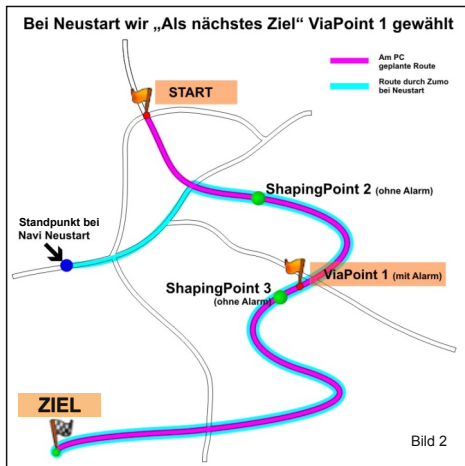 Bei Neustart wir „Als nächstes Ziel“ ViaPoint 1 gewählt
Am PC
geplante Route
Route durch Zumo
bei Neustart
START
ShapingPoint 2 (ohne Alarm)
Standpunkt bei
Navi Neustart
ViaPoint 1 (mit Alarm)
ShapingPoint 3
(ohne Alarm)
ZIEL
Bild 2